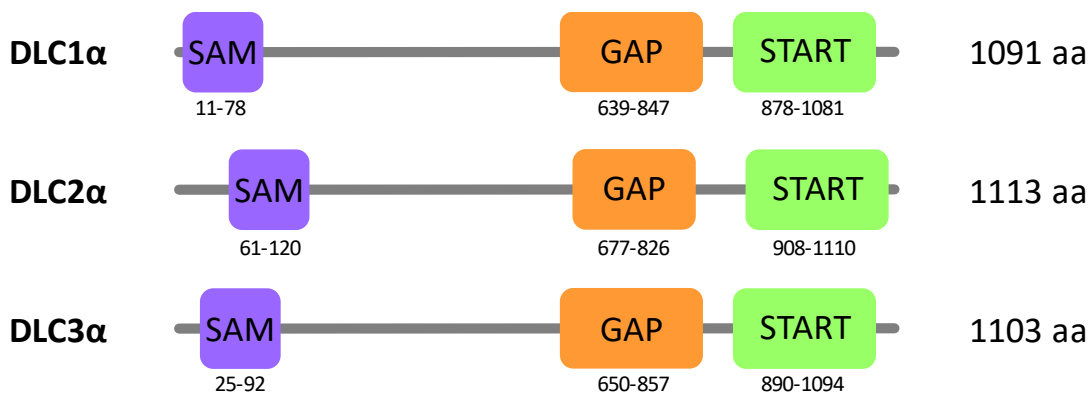 DLC1α SAM GAP START 1091 aa
11-78 639-847 878-1081
DLC2α SAM GAP START 1113 aa
61-120 677-826 908-1110
DLC3α SAM GAP START 1103 aa
25-92 650-857 890-1094